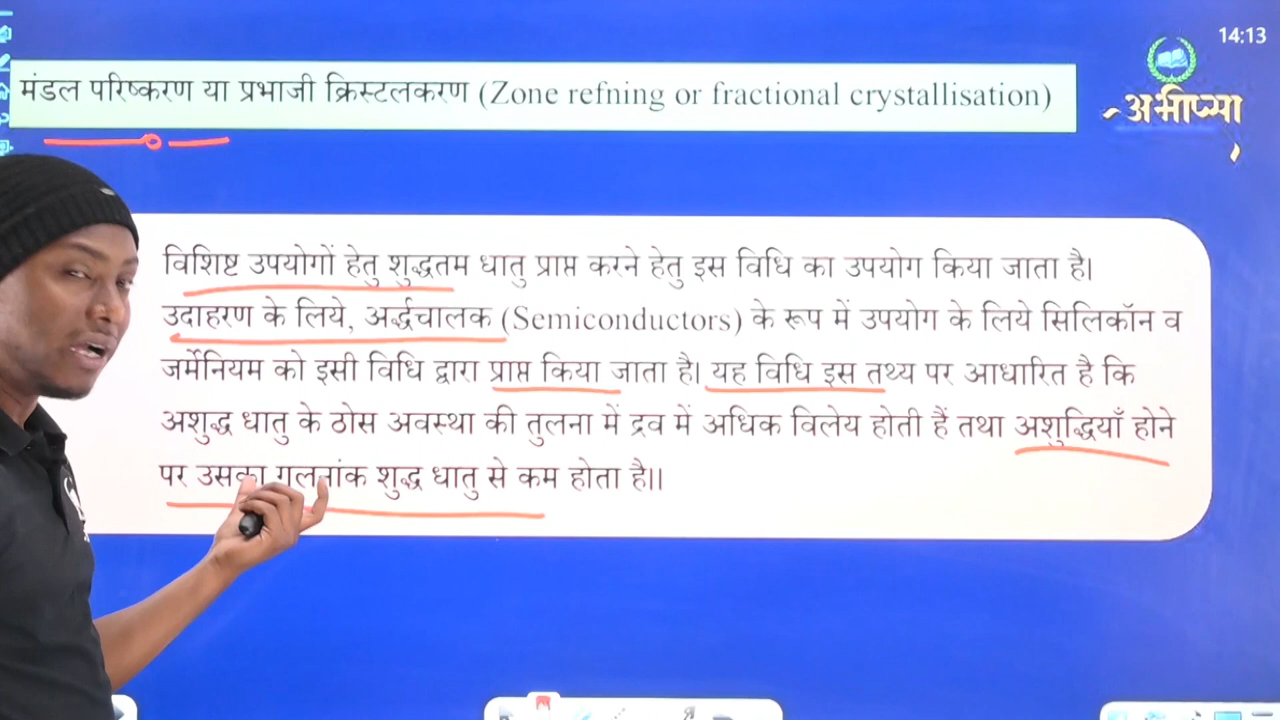 14:13
मंडल परिष्करण या प्रभाजी क्रिस्टलकरण (Zone refning or fractional crystallisation)
अभीप्सा
विशिष्ट उपयोगों हेतु शुद्धतम धातु प्राप्त करने हेतु इस विधि का उपयोग किया जाता है।
उदाहरण के लिये, अर्द्धचालक (Semiconductors) के रूप में उपयोग के लिये सिलिकॉन व
जर्मेनियम को इसी विधि द्वारा प्राप्त किया जाता है। यह विधि इस तथ्य पर आधारित है कि
अशुद्ध धातु के ठोस अवस्था की तुलना में द्रव में अधिक विलेय होती हैं तथा अशुद्धियाँ होने
पर उसका गलनांक शुद्ध धातु से कम होता है।।